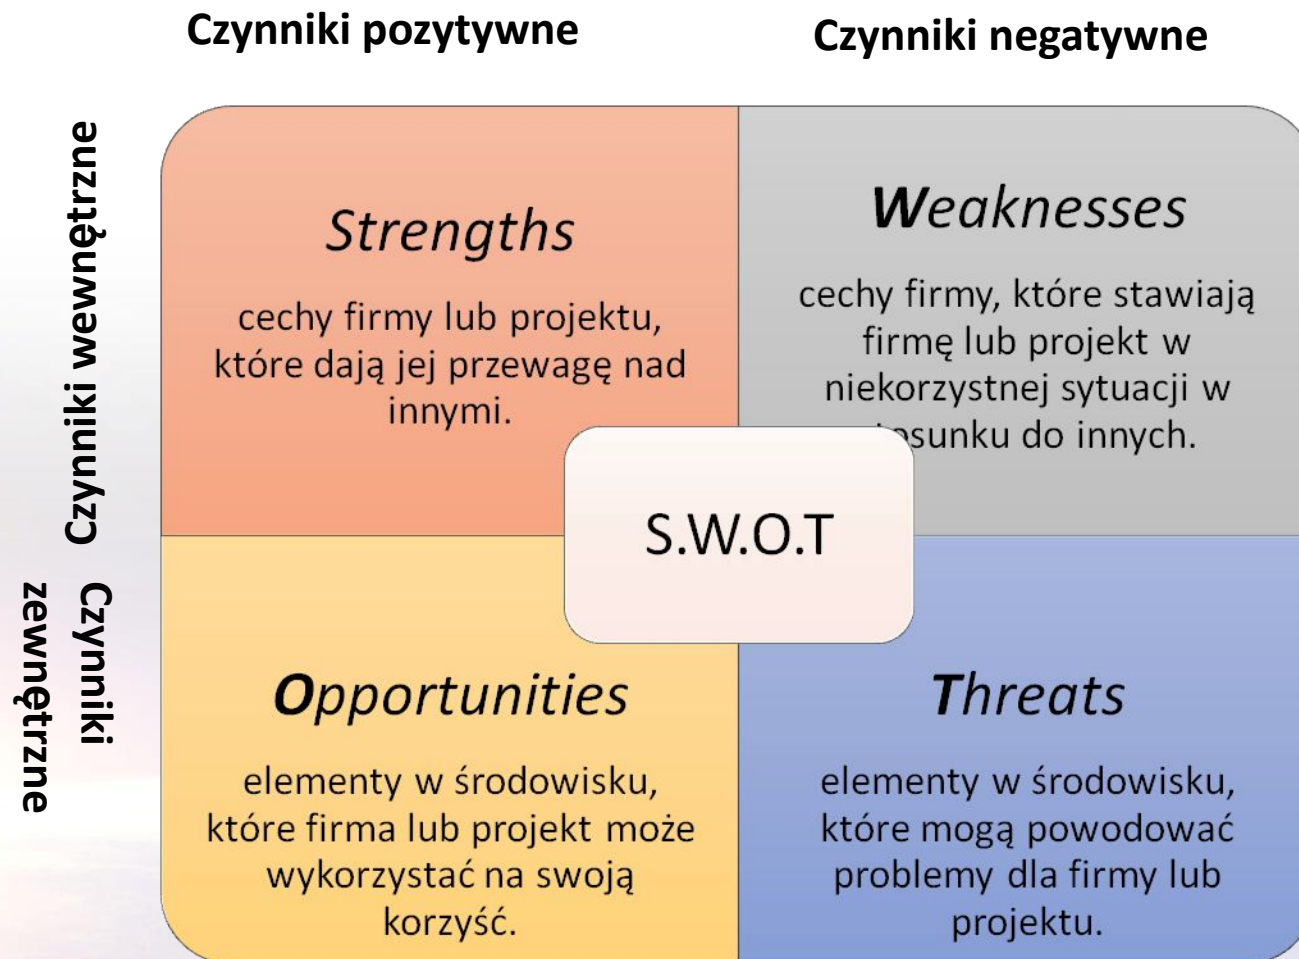 Czynniki pozytywne
Czynniki negatywne
Czynniki wewnętrzne
Strengths
cechy firmy lub projektu,
które dają jej przewagę nad
innymi.
Weaknesses
cechy firmy, które stawiają
firmę lub projekt w
niekorzystnej sytuacji w
tosunku do innych.
S.W.O.T
Czynniki
zewnętrzne
Opportunities
elementy w środowisku,
które firma lub projekt może
wykorzystać na swoją
korzyść.
Threats
elementy w środowisku,
które mogą powodować
problemy dla firmy lub
projektu.